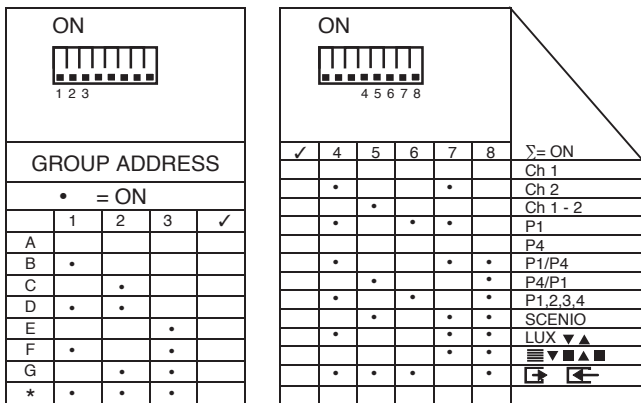 ON
1 2 3
GROUP ADDRESS
• = ON
1 2 3 ✓
A
B •
C •
D • •
E •
F • •
G • •
* • • •
ON
4 5 6 7 8
✓ 4 5 6 7 8 ∑= ON
Ch 1
• • Ch 2
• Ch 1 - 2
• • • P1
P4
• • • P1/P4
• • P4/P1
• • • P1,2,3,4
• • • SCENIO
• • • LUX ▼▲
• • ≣▼■▲■
• • • •